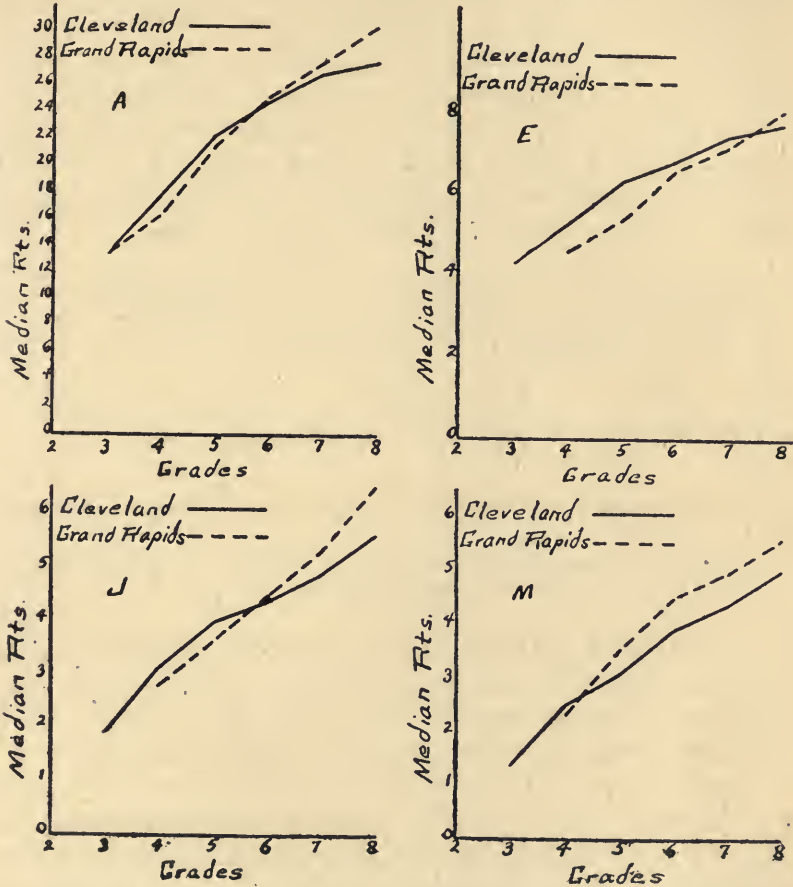 Cleveland
Grand Rapids
A
30
28
26
24
22
20
18
16
14
12
10
8
6
4
2
0
Median Rts.
2 3 4 5 6 7 8
Grades
Cleveland
Grand Rapids
E
8
6
4
2
0
Median Rts.
2 3 4 5 6 7 8
Grades
Cleveland
Grand Rapids
J
6
5
4
3
2
1
0
Median Rts.
2 3 4 5 6 7 8
Grades
Cleveland
Grand Rapids
M
6
5
4
3
2
1
0
Median Rts.
2 3 4 5 6 7 8
Grades